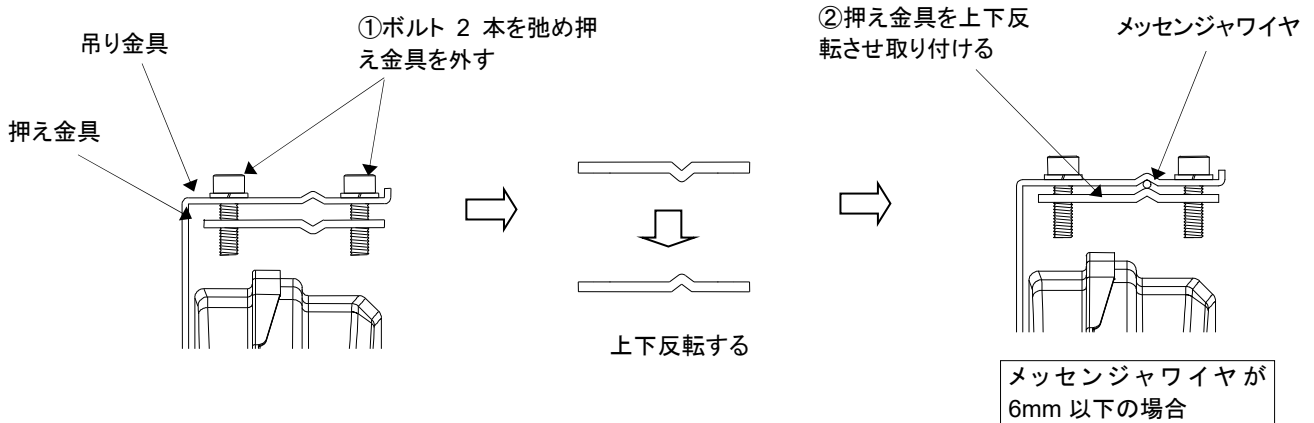 吊り金具
押え金具
①ボルト 2 本を弛め押
え金具を外す
上下反転する
②押え金具を上下反
転させ取り付ける
メッセンジャワイヤ
メッセンジャワイヤが
6mm 以下の場合